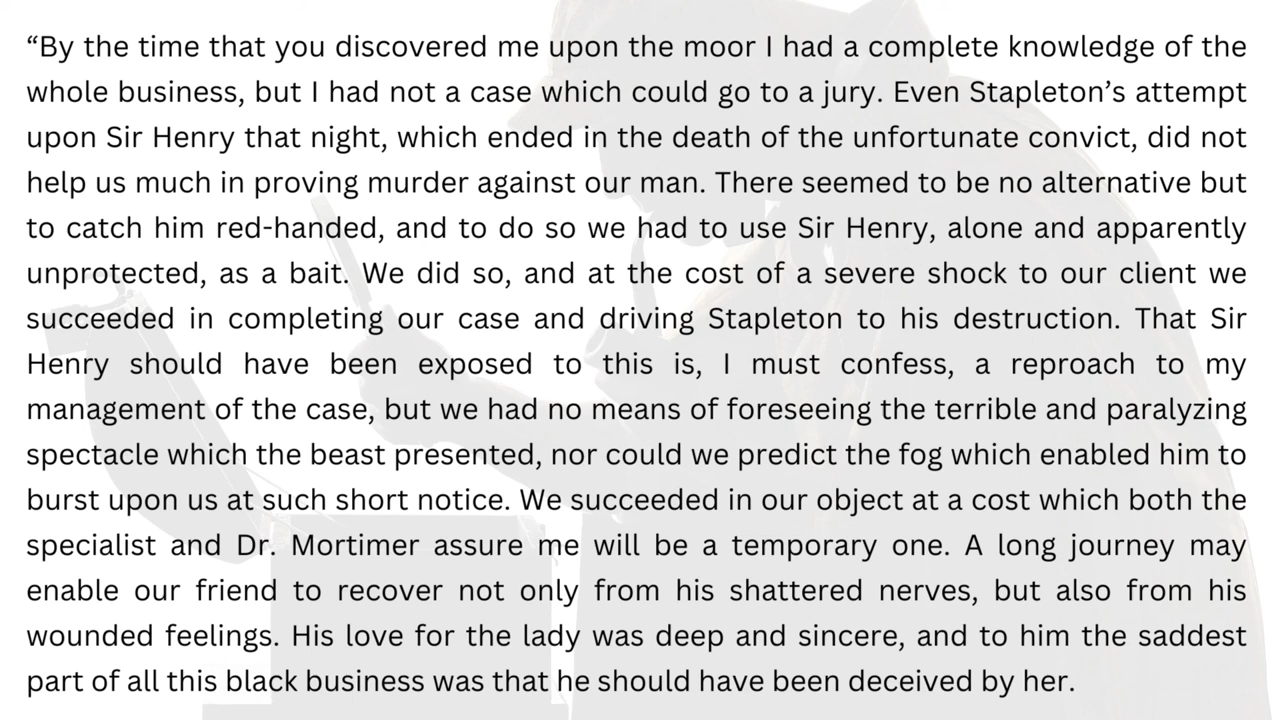 “By the time that you discovered me upon the moor I had a complete knowledge of the
whole business, but I had not a case which could go to a jury. Even Stapleton’s attempt
upon Sir Henry that night, which ended in the death of the unfortunate convict, did not
help us much in proving murder against our man. There seemed to be no alternative but
to catch him red-handed, and to do so we had to use Sir Henry, alone and apparently
unprotected, as a bait. We did so, and at the cost of a severe shock to our client we
succeeded in completing our case and driving Stapleton to his destruction. That Sir
Henry should have been exposed to this is, I must confess, a reproach to my
management of the case, but we had no means of foreseeing the terrible and paralyzing
spectacle which the beast presented, nor could we predict the fog which enabled him to
burst upon us at such short notice. We succeeded in our object at a cost which both the
specialist and Dr. Mortimer assure me will be a temporary one. A long journey may
enable our friend to recover not only from his shattered nerves, but also from his
wounded feelings. His love for the lady was deep and sincere, and to him the saddest
part of all this black business was that he should have been deceived by her.